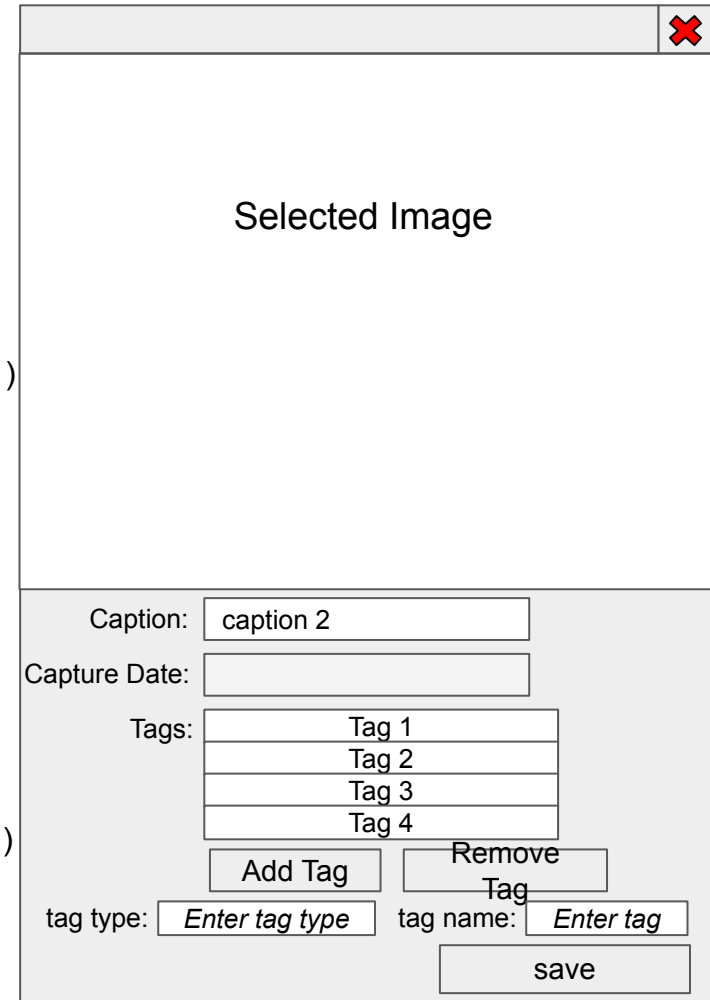 Selected Image
)
Caption: caption 2
Capture Date:
Tags: Tag 1
Tag 2
Tag 3
Tag 4
)
Add Tag Remove
Tag
tag type: Enter tag type tag name: Enter tag
save